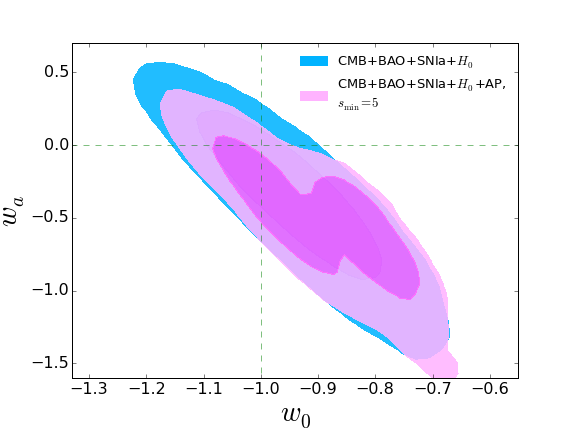 CMB+BAO+SNIa+H₀
CMB+BAO+SNIa+H₀+AP,
s_min=5
0.5
0.0
−0.5
−1.0
−1.5
w_a
−1.3 −1.2 −1.1 −1.0 −0.9 −0.8 −0.7 −0.6
w₀